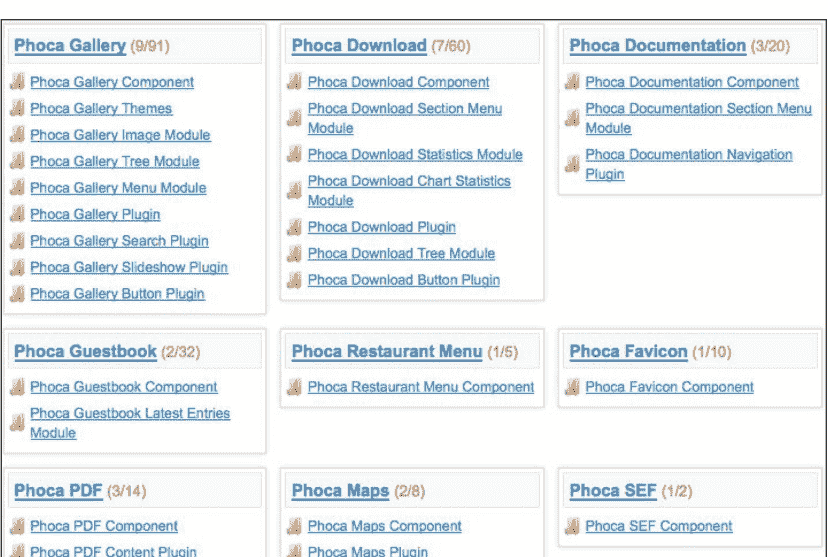 Phoca Gallery (9/91)
Phoca Gallery Component
Phoca Gallery Themes
Phoca Gallery Image Module
Phoca Gallery Tree Module
Phoca Gallery Menu Module
Phoca Gallery Plugin
Phoca Gallery Search Plugin
Phoca Gallery Slideshow Plugin
Phoca Gallery Button Plugin
Phoca Download (7/60)
Phoca Download Component
Phoca Download Section Menu
Module
Phoca Download Statistics Module
Phoca Download Chart Statistics
Module
Phoca Download Plugin
Phoca Download Tree Module
Phoca Download Button Plugin
Phoca Documentation (3/20)
Phoca Documentation Component
Phoca Documentation Section Menu
Module
Phoca Documentation Navigation
Plugin
Phoca Guestbook (2/32)
Phoca Guestbook Component
Phoca Guestbook Latest Entries
Module
Phoca Restaurant Menu (1/5)
Phoca Restaurant Menu Component
Phoca Favicon (1/10)
Phoca Favicon Component
Phoca PDF (3/14)
Phoca PDF Component
Phoca PDF Content Plugin
Phoca Maps (2/8)
Phoca Maps Component
Phoca Maps Plugin
Phoca SEF (1/2)
Phoca SEF Component